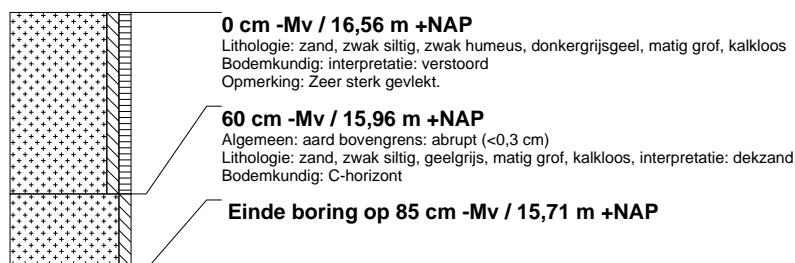 0 cm -Mv / 16,56 m +NAP
Lithologie: zand, zwak siltig, zwak humeus, donkergrijsgeel, matig grof, kalkloos
Bodemkundig: interpretatie: verstoord
Opmerking: Zeer sterk gevlekt.
60 cm -Mv / 15,96 m +NAP
Algemeen: aard bovengrens: abrupt (<0,3 cm)
Lithologie: zand, zwak siltig, geelgrijs, matig grof, kalkloos, interpretatie: dekzand
Bodemkundig: C-horizont
Einde boring op 85 cm -Mv / 15,71 m +NAP